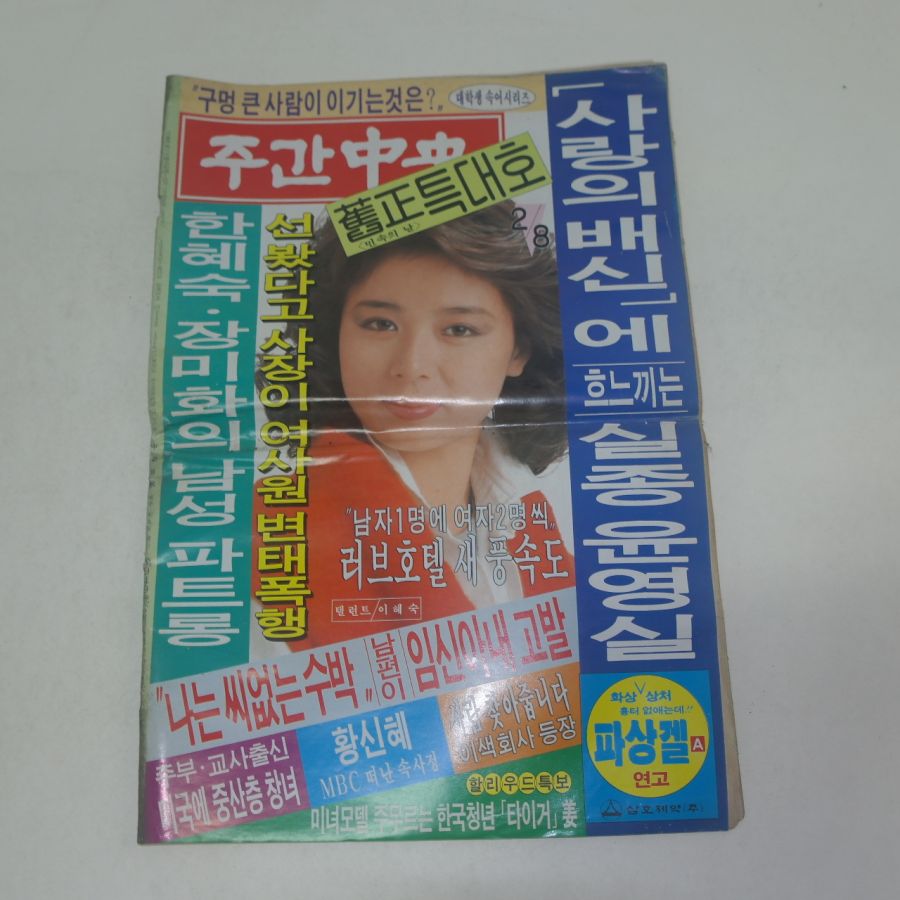 "구멍 큰 사람이 이기는것은?"
대학생 속어시리즈
주간中央
舊正특대호
<민속의 날>
2/8
「사랑의 배신」에
흐느끼는
실종 윤영실
한혜숙·장미화의 남성 파트롱
선 봤다고 사장이 여사원 변태폭행
"남자1명에 여자2명씩"
러브호텔 새 풍속도
탤런트/이혜숙
"나는 씨없는수박"
남편이
임신아내 고발
주부·교사출신
미국에 중산층 창녀
황신혜
MBC 떠난 속사정
찾아줍니다
이색회사 등장
할리우드특보
미녀모델 주무르는 한국청년「타이거」姜
화상 상처
흉터 없애는데!!
파상겔 A
연고
삼호제약(주)